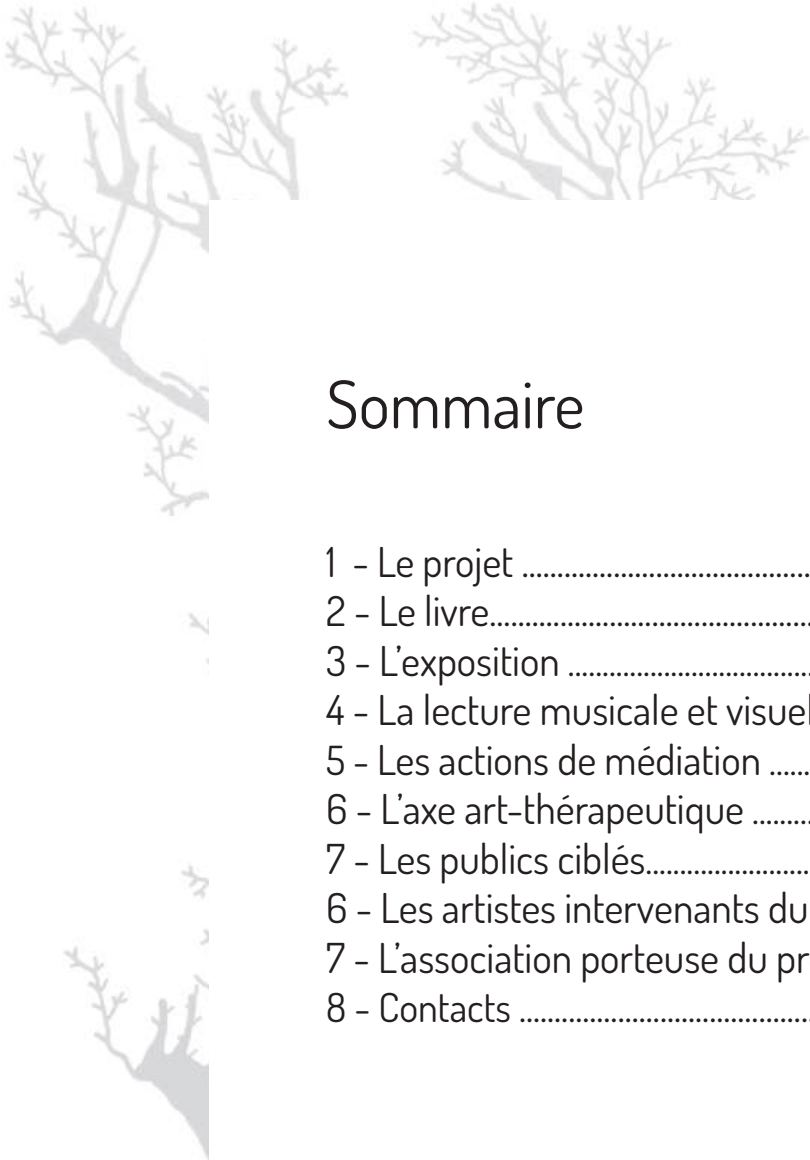 Sommaire
1 - Le projet ........................................
2 - Le livre.............................................
3 - L’exposition ...................................
4 - La lecture musicale et
5 - Les actions de médiation ......
6 - L’axe art-thérapeutique .........
7 - Les publics ciblés.......................
6 - Les artistes intervenants du
7 - L’association porteuse du
8 - Contacts .........................................